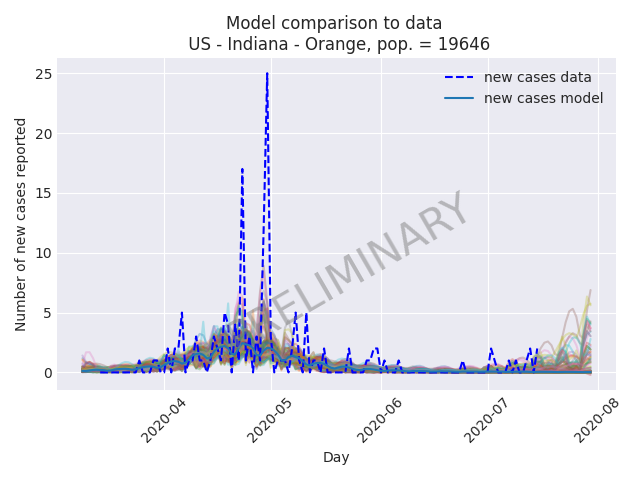 Model comparison to data
US - Indiana - Orange, pop. = 19646
Number of new cases reported
25
20
15
10
5
0
new cases data
new cases model
PRELIMINARY
2020-04
2020-05
2020-06
2020-07
2020-08
Day